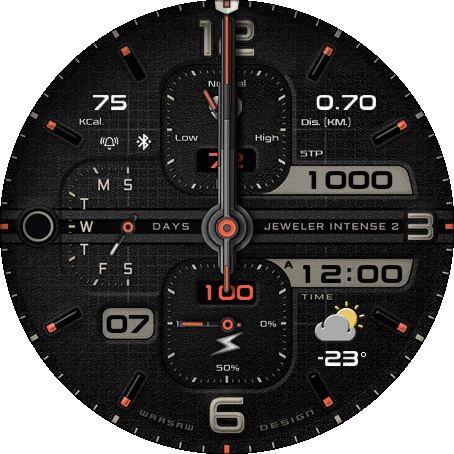 12
Normal
75
0.70
KCal.
Dis. (KM.)
Low
High
72
STP
1000
M S
T
W
DAYS
JEWELER INTENSE 2
3
T
F S
A
12:00
100
TIME
07
0%
-23°
50%
6
WARSAW DESIGN